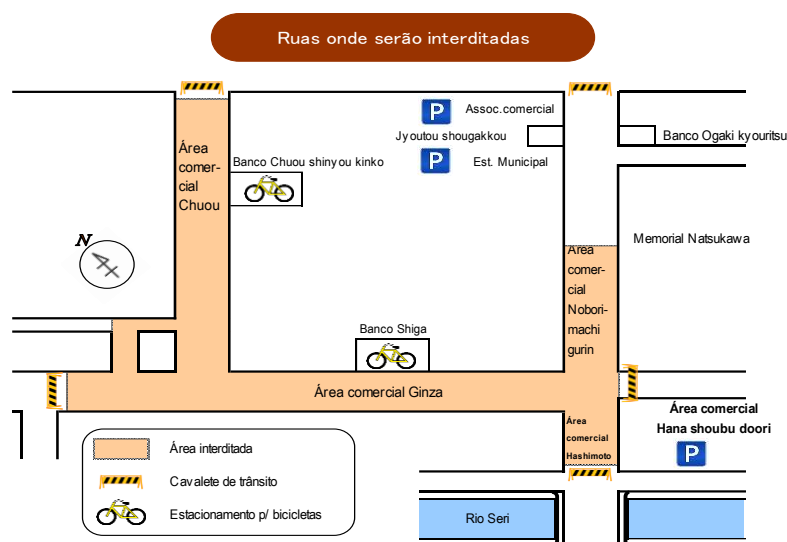 Ruas onde serão interditadas
P
Assoc.comercial
Jyoutou shougakkou
Banco Ogaki kyouritsu
P
Est. Municipal
Área
comer-
cial
Chuou
Banco Chuou shinyou kinko
N
Memorial Natsukawa
Área
comer-
cial
Nobori-
machi
gurin
Banco Shiga
Área comercial Ginza
Área comercial
Hana shoubu doori
P
Área
comercial
Hashimoto
Área interditada
Cavalete de trânsito
Estacionamento p/ bicicletas
Rio Seri